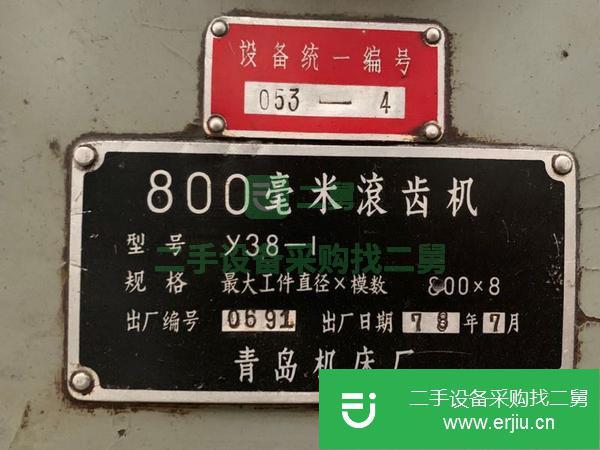 设备统一编号
053 — 4
800毫米滚齿机
二舅
型号 Y38-1
二手设备采购找二舅
规格 最大工件直径×模数 800×8
出厂编号 0691 出厂日期 78年7月
青岛机床厂
二手设备采购找二舅
www.erjiu.cn